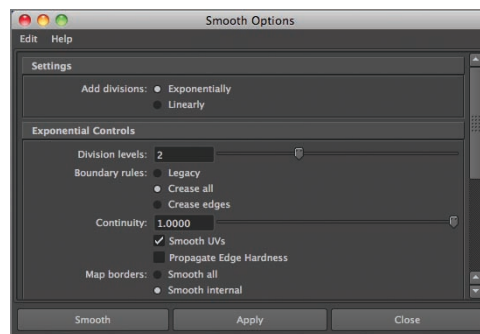 Smooth Options
Edit Help
Settings
Add divisions: Exponentially
Linearly
Exponential Controls
Division levels: 2
Boundary rules: Legacy
Crease all
Crease edges
Continuity: 1.0000
Smooth UVs
Propagate Edge Hardness
Map borders: Smooth all
Smooth internal
Smooth Apply Close